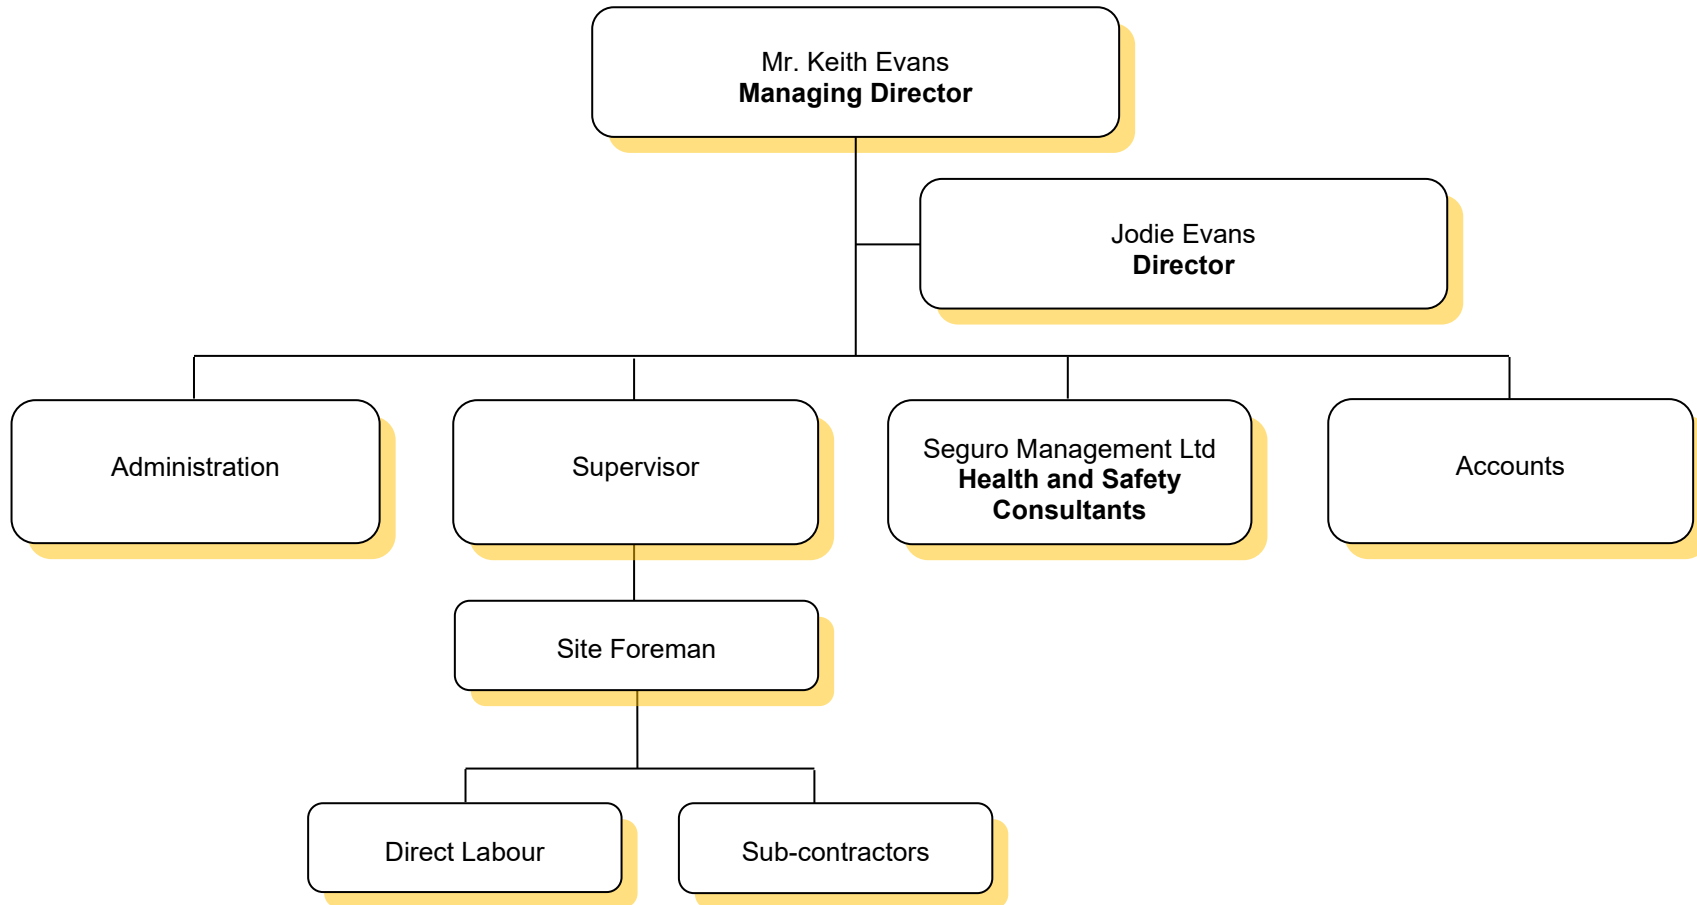 Mr. Keith Evans
Managing Director
Jodie Evans
Director
Administration
Supervisor
Seguro Management Ltd
Health and Safety
Consultants
Accounts
Site Foreman
Direct Labour
Sub-contractors